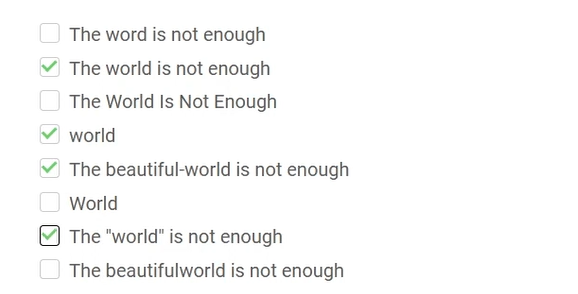 The word is not enough
The world is not enough
The World Is Not Enough
world
The beautiful-world is not enough
World
The "world" is not enough
The beautifulworld is not enough